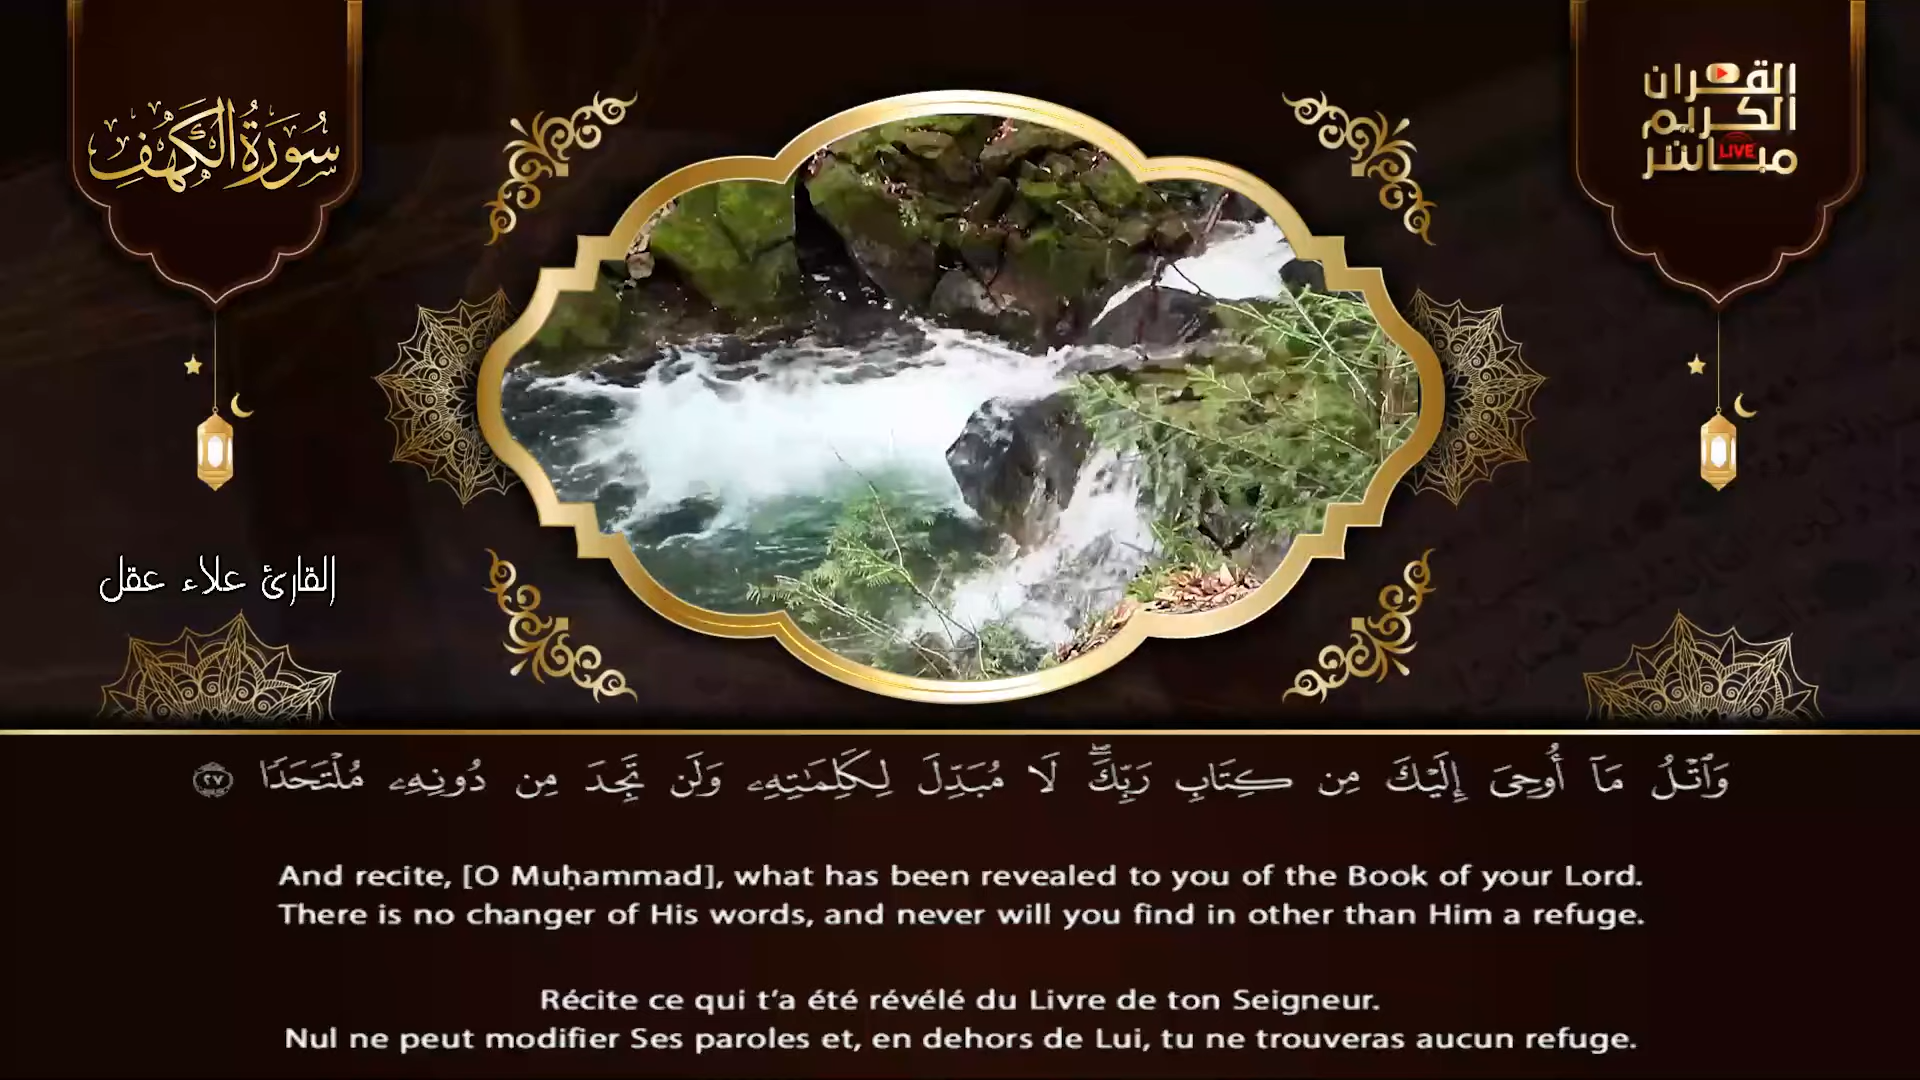 سُورَةُ الْكَهْفِ
القرآن
الكريم
مباشر
LIVE
القارئ علاء عقل
وَٱتْلُ مَآ أُوحِىَ إِلَيْكَ مِن كِتَابِ رَبِّكَ ۖ لَا مُبَدِّلَ لِكَلِمَٰتِهِۦ وَلَن تَجِدَ مِن دُونِهِۦ مُلْتَحَدًا ٢٧
And recite, [O Muḥammad], what has been revealed to you of the Book of your Lord.
There is no changer of His words, and never will you find in other than Him a refuge.
Récite ce qui t’a été révélé du Livre de ton Seigneur.
Nul ne peut modifier Ses paroles et, en dehors de Lui, tu ne trouveras aucun refuge.